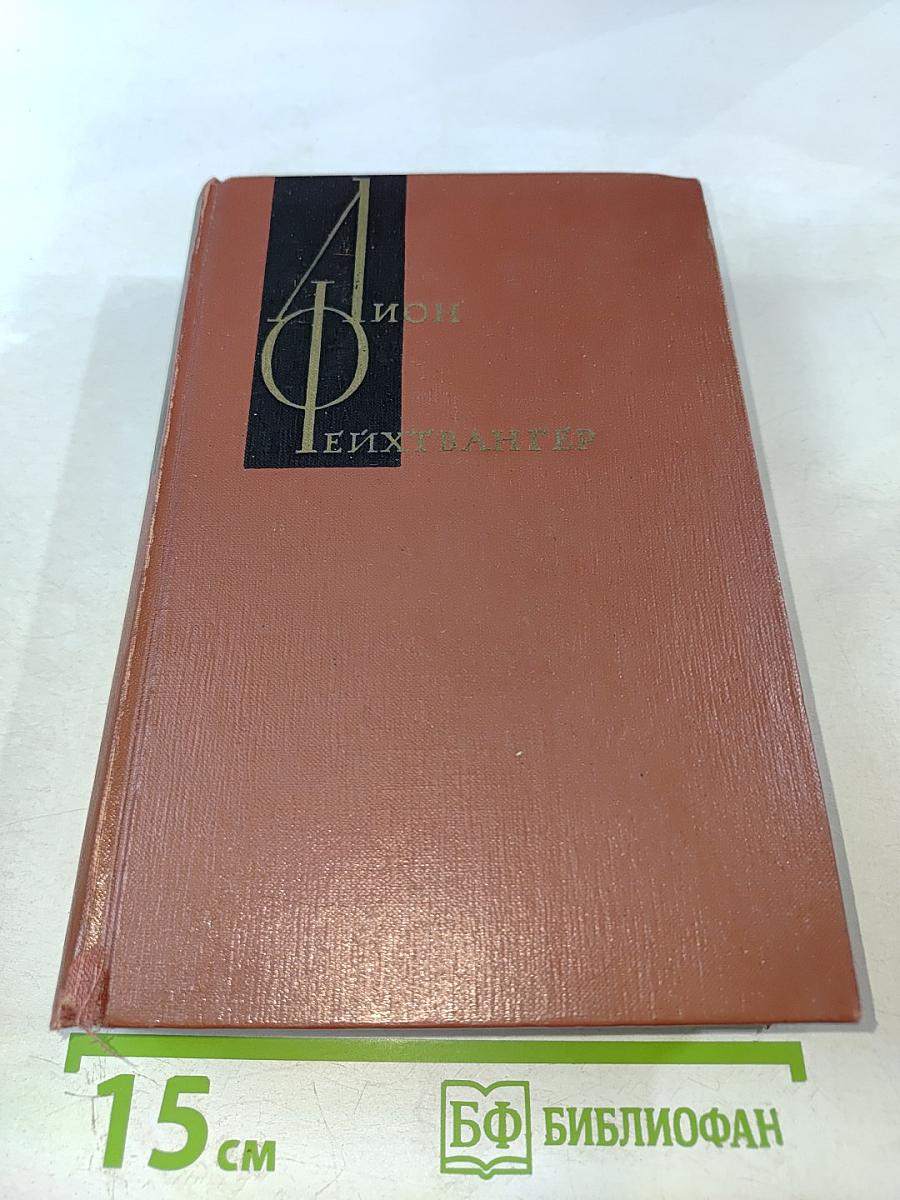 Лион
Фейхтвангер
15 см
БФ БИБЛИОФАН